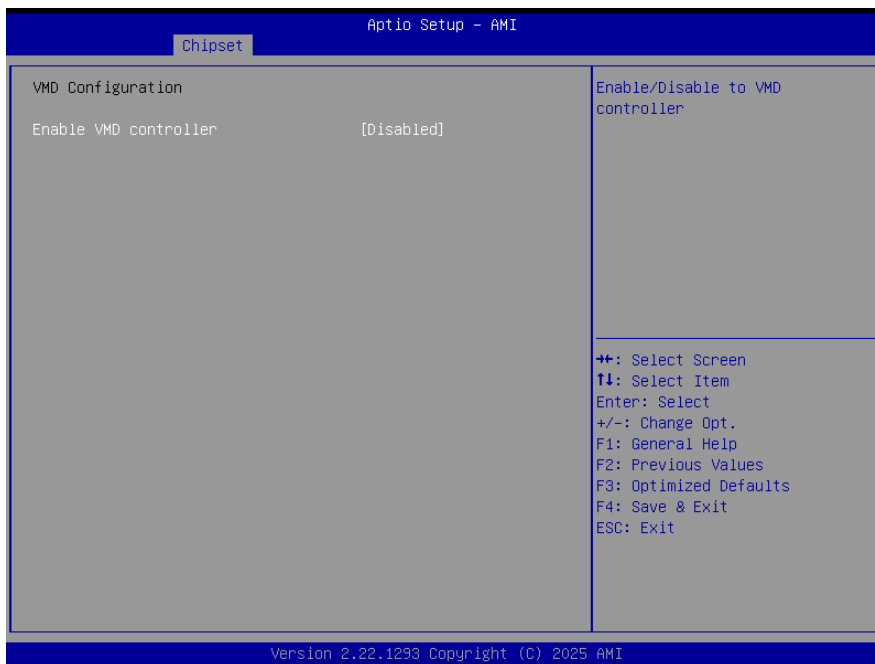 Aptio Setup – AMI
Chipset
VMD Configuration
Enable VMD controller [Disabled]
Enable/Disable to VMD
controller
→←: Select Screen
↑↓: Select Item
Enter: Select
+/-: Change Opt.
F1: General Help
F2: Previous Values
F3: Optimized Defaults
F4: Save & Exit
ESC: Exit
Version 2.22.1293 Copyright (C) 2025 AMI